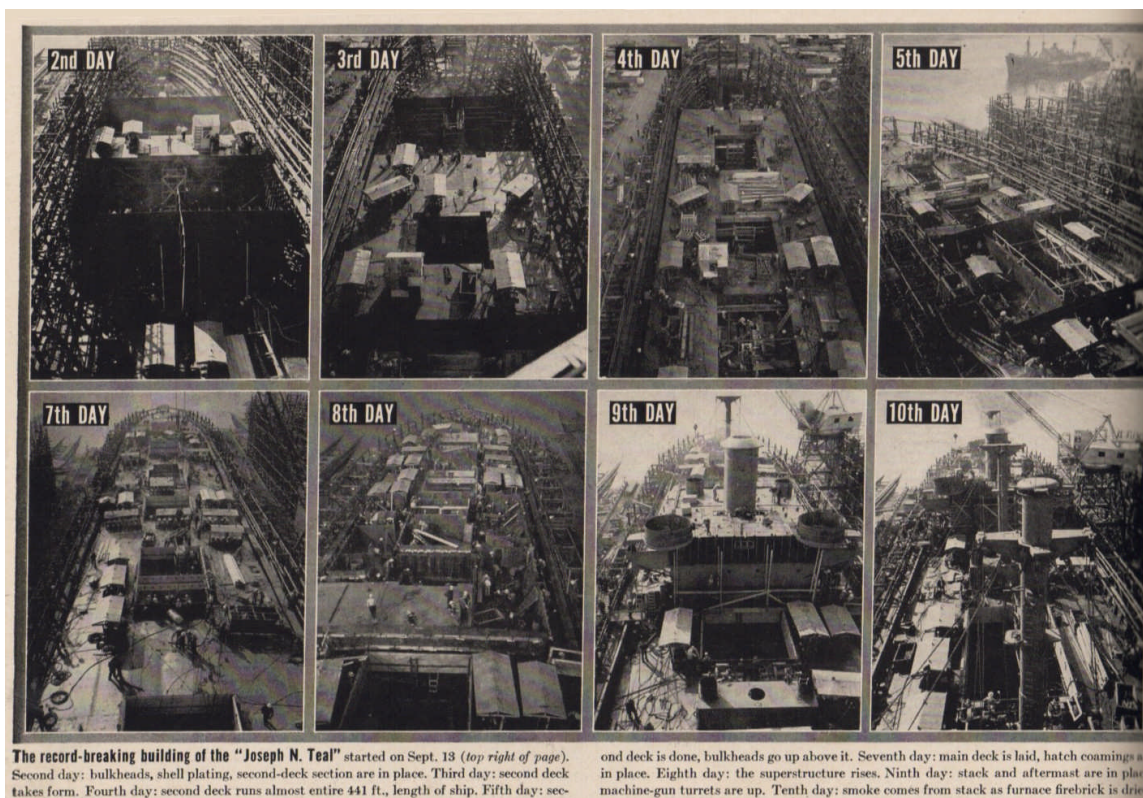 2nd DAY
3rd DAY
4th DAY
5th DAY
7th DAY
8th DAY
9th DAY
10th DAY
The record-breaking building of the "Joseph N. Teal" started on Sept. 13 (top right of page).
Second day: bulkheads, shell plating, second-deck section are in place. Third day: second deck
takes form. Fourth day: second deck runs almost entire 441 ft., length of ship. Fifth day: sec-
ond deck is done, bulkheads go up above it. Seventh day: main deck is laid, hatch coamings
in place. Eighth day: the superstructure rises. Ninth day: stack and aftermast are in
machine-gun turrets are up. Tenth day: smoke comes from stack as furnace firebrick is